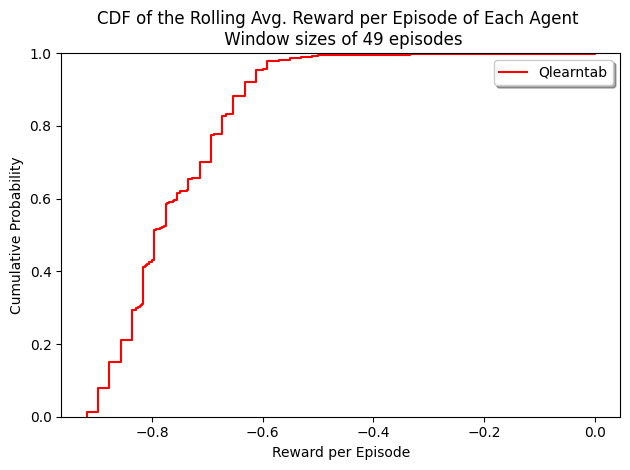 CDF of the Rolling Avg. Reward per Episode of Each Agent
Window sizes of 49 episodes
Qlearntab
Cumulative Probability
1.0
0.8
0.6
0.4
0.2
0.0
−0.8 −0.6 −0.4 −0.2 0.0
Reward per Episode